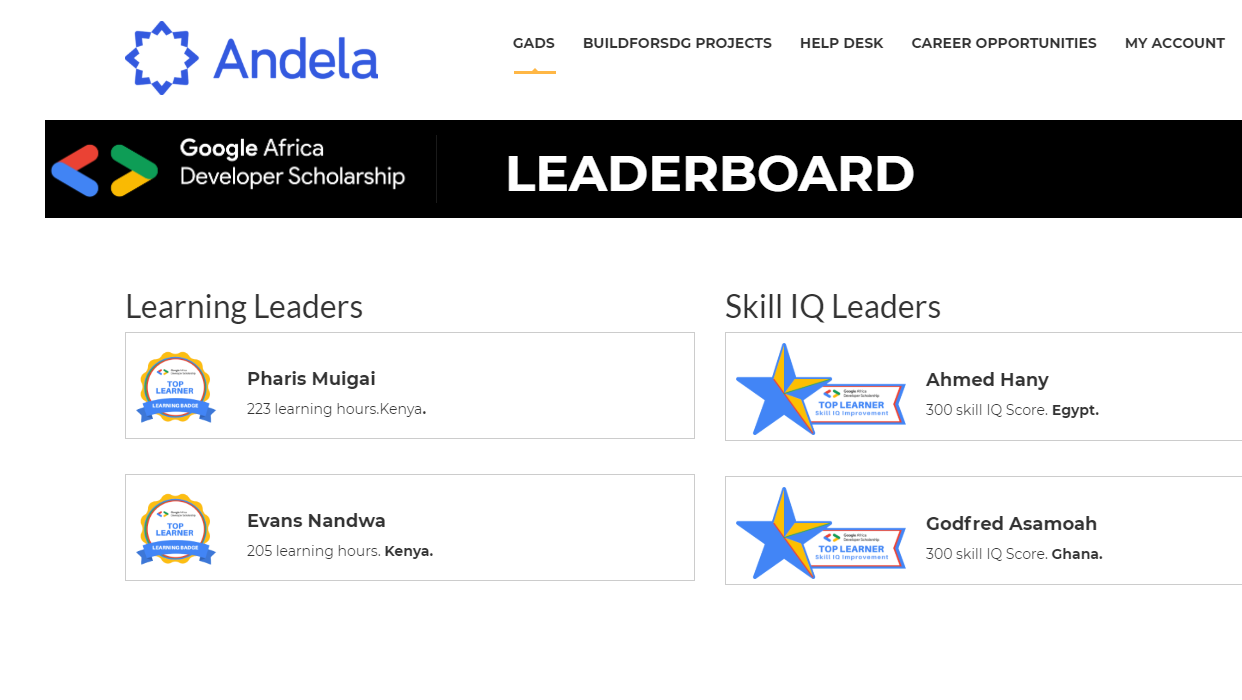 Andela
GADS BUILDFORSDG PROJECTS HELP DESK CAREER OPPORTUNITIES MY ACCOUNT
Google Africa
Developer Scholarship
LEADERBOARD
Learning Leaders
Google Africa
Developer Scholarship
TOP
LEARNER
LEARNING BADGE
Pharis Muigai
223 learning hours.Kenya.
Google Africa
Developer Scholarship
TOP
LEARNER
LEARNING BADGE
Evans Nandwa
205 learning hours. Kenya.
Skill IQ Leaders
Google Africa
Developer Scholarship
TOP LEARNER
Skill IQ Improvement
Ahmed Hany
300 skill IQ Score. Egypt.
Google Africa
Developer Scholarship
TOP LEARNER
Skill IQ Improvement
Godfred Asamoah
300 skill IQ Score. Ghana.